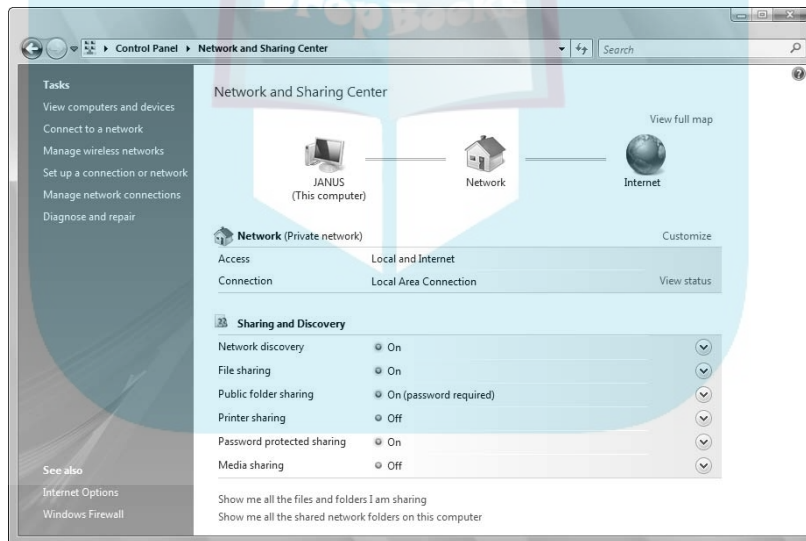 DropBooks
Control Panel Network and Sharing Center Search
Tasks
View computers and devices
Connect to a network
Manage wireless networks
Set up a connection or network
Manage network connections
Diagnose and repair
See also
Internet Options
Windows Firewall
Network and Sharing Center
View full map
JANUS
(This computer)
Network
Internet
Network (Private network) Customize
Access Local and Internet
Connection Local Area Connection View status
Sharing and Discovery
Network discovery On
File sharing On
Public folder sharing On (password required)
Printer sharing Off
Password protected sharing On
Media sharing Off
Show me all the files and folders I am sharing
Show me all the shared network folders on this computer